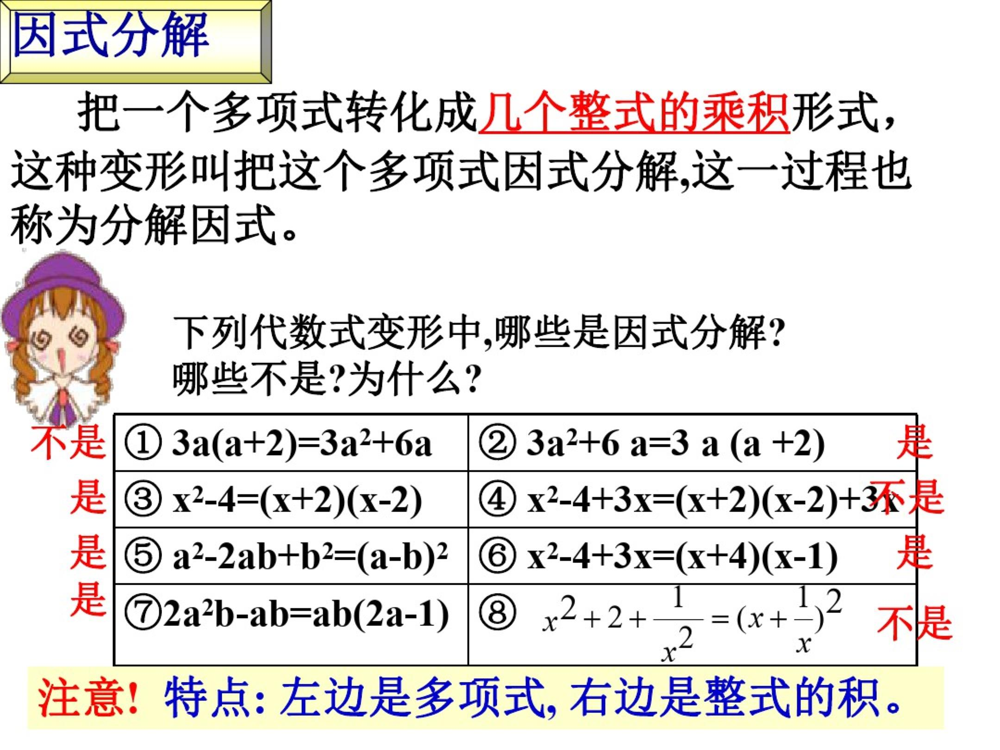 因式分解
把一个多项式转化成几个整式的乘积形式，
这种变形叫把这个多项式因式分解,这一过程也
称为分解因式。
下列代数式变形中,哪些是因式分解?
哪些不是?为什么?
不是 ① 3a(a+2)=3a²+6a ② 3a²+6 a=3 a (a +2) 是
是 ③ x²-4=(x+2)(x-2) ④ x²-4+3x=(x+2)(x-2)+3x 不是
是 ⑤ a²-2ab+b²=(a-b)² ⑥ x²-4+3x=(x+4)(x-1) 是
是 ⑦2a²b-ab=ab(2a-1) ⑧ x²+2+1/x²=(x+1/x)² 不是
注意! 特点: 左边是多项式, 右边是整式的积。